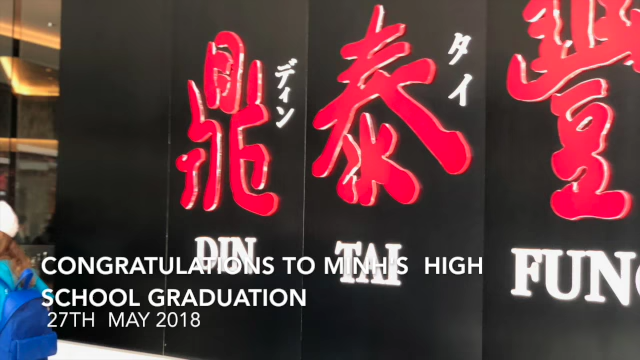 鼎 ディン 泰 タイ 豐
DIN TAI FUNG
CONGRATULATIONS TO MINH'S HIGH
SCHOOL GRADUATION
27TH MAY 2018